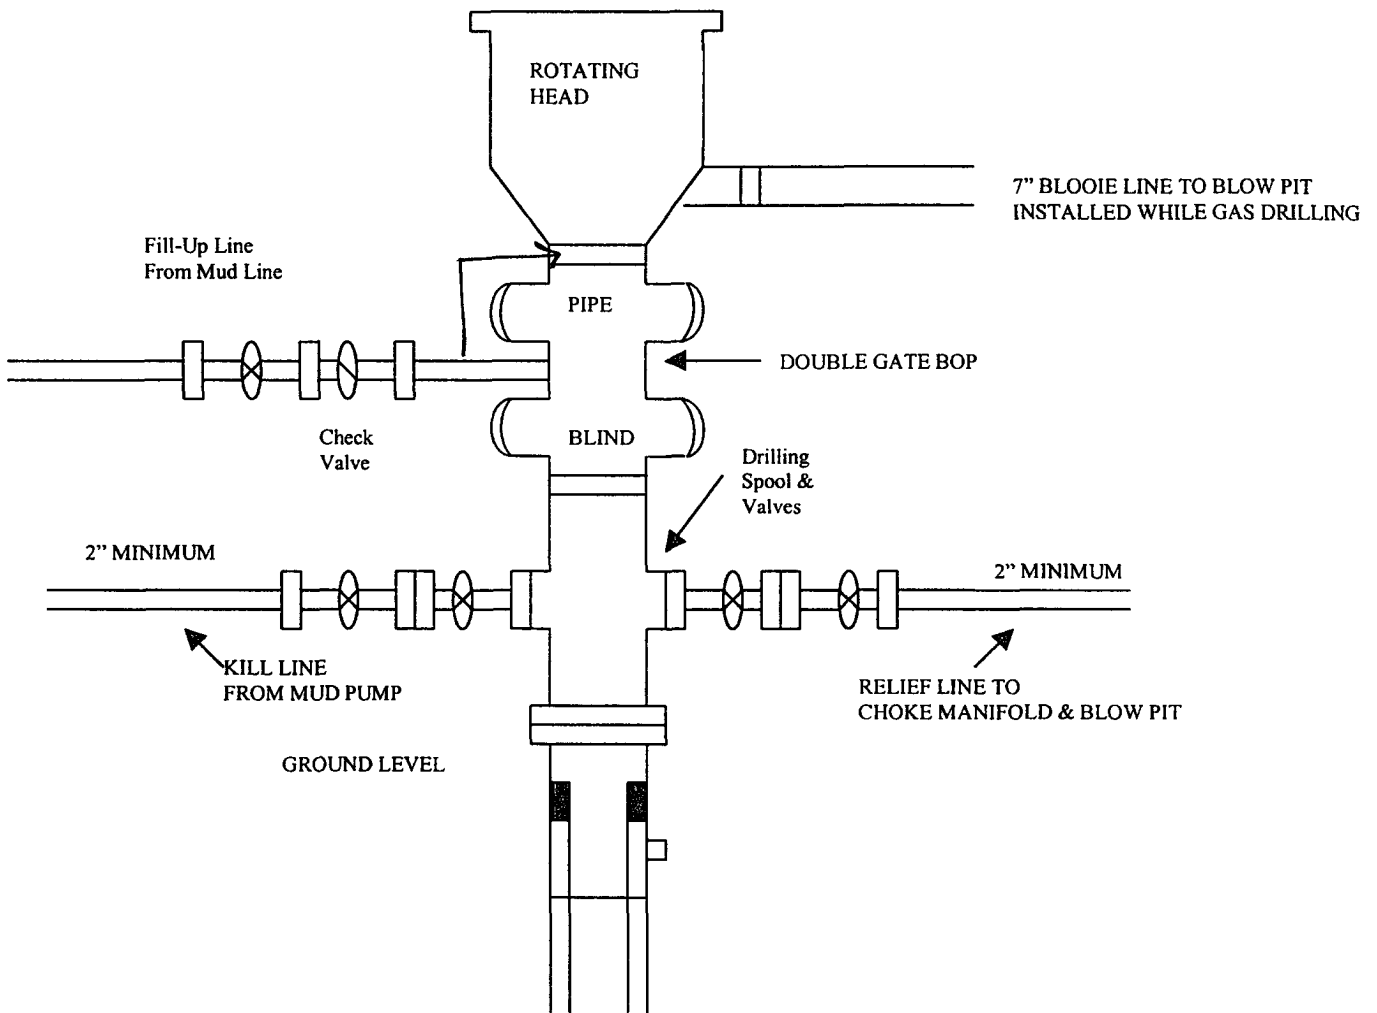 ROTATING
HEAD
7” BLOOIE LINE TO BLOW PIT
INSTALLED WHILE GAS DRILLING
Fill-Up Line
From Mud Line
PIPE
DOUBLE GATE BOP
Check
Valve
BLIND
Drilling
Spool &
Valves
2” MINIMUM
2” MINIMUM
KILL LINE
FROM MUD PUMP
RELIEF LINE TO
CHOKE MANIFOLD & BLOW PIT
GROUND LEVEL